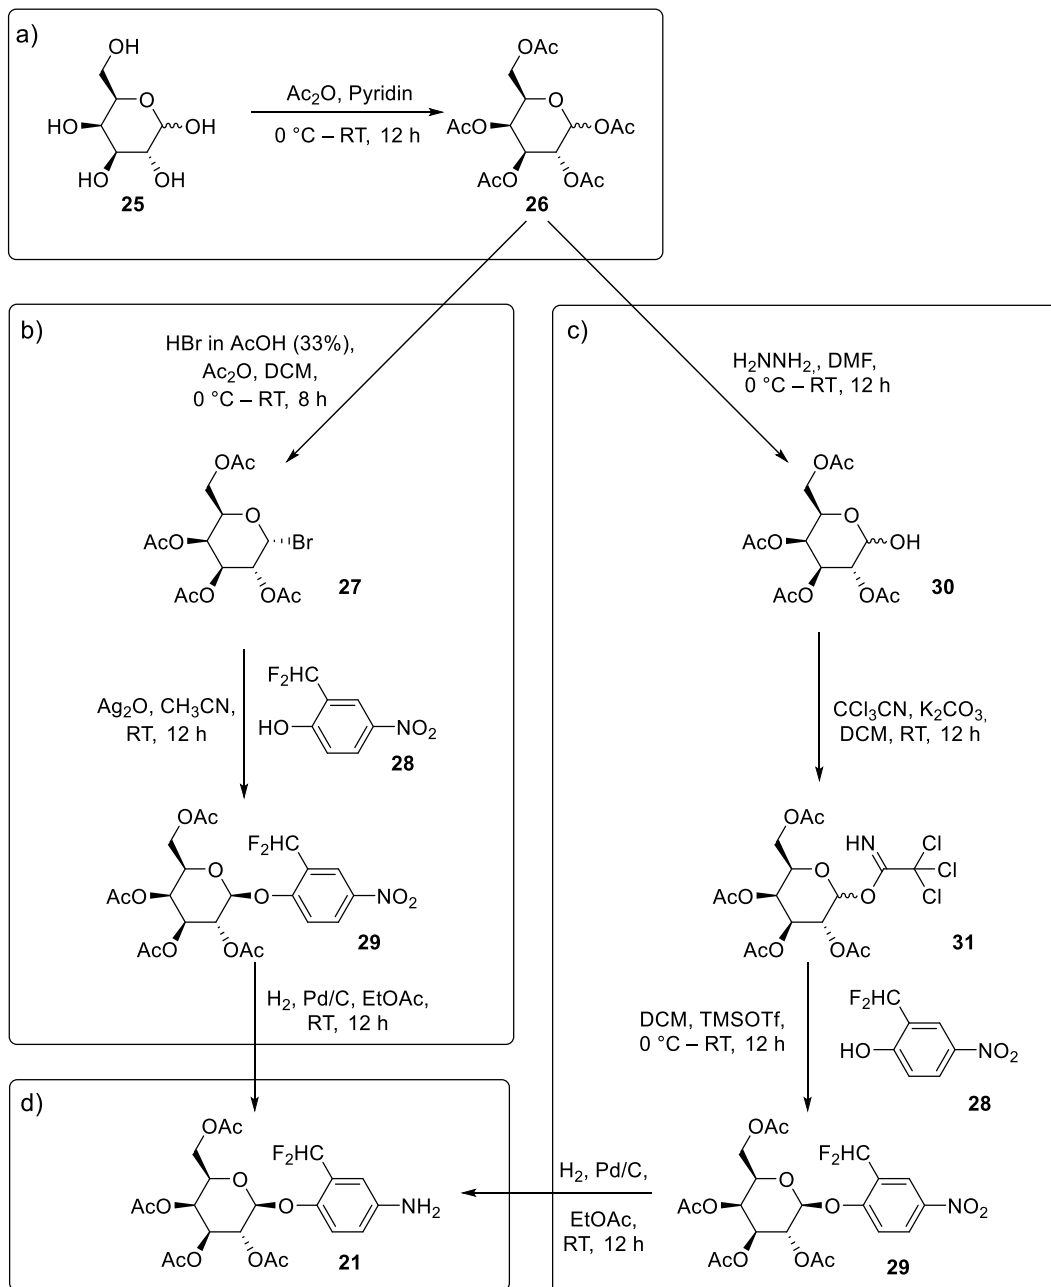 a)
OH
O
HO
OH
HO
OH
25
Ac2O, Pyridin
0 °C – RT, 12 h
OAc
O
AcO
OAc
AcO
OAc
26
b)
HBr in AcOH (33%),
Ac2O, DCM,
0 °C – RT, 8 h
OAc
O
AcO
Br
AcO
OAc
27
Ag2O, CH3CN,
RT, 12 h
F2HC
HO
NO2
28
OAc
F2HC
O
AcO
O
NO2
AcO
OAc
29
H2, Pd/C, EtOAc,
RT, 12 h
c)
H2NNH2,, DMF,
0 °C – RT, 12 h
OAc
O
AcO
OH
AcO
OAc
30
CCl3CN, K2CO3,
DCM, RT, 12 h
OAc
HN
Cl
O
Cl
AcO
O
Cl
AcO
OAc
31
DCM, TMSOTf,
0 °C – RT, 12 h
F2HC
HO
NO2
28
OAc
F2HC
O
AcO
O
NO2
AcO
OAc
29
H2, Pd/C,
EtOAc,
RT, 12 h
d)
OAc
F2HC
O
AcO
O
NH2
AcO
OAc
21